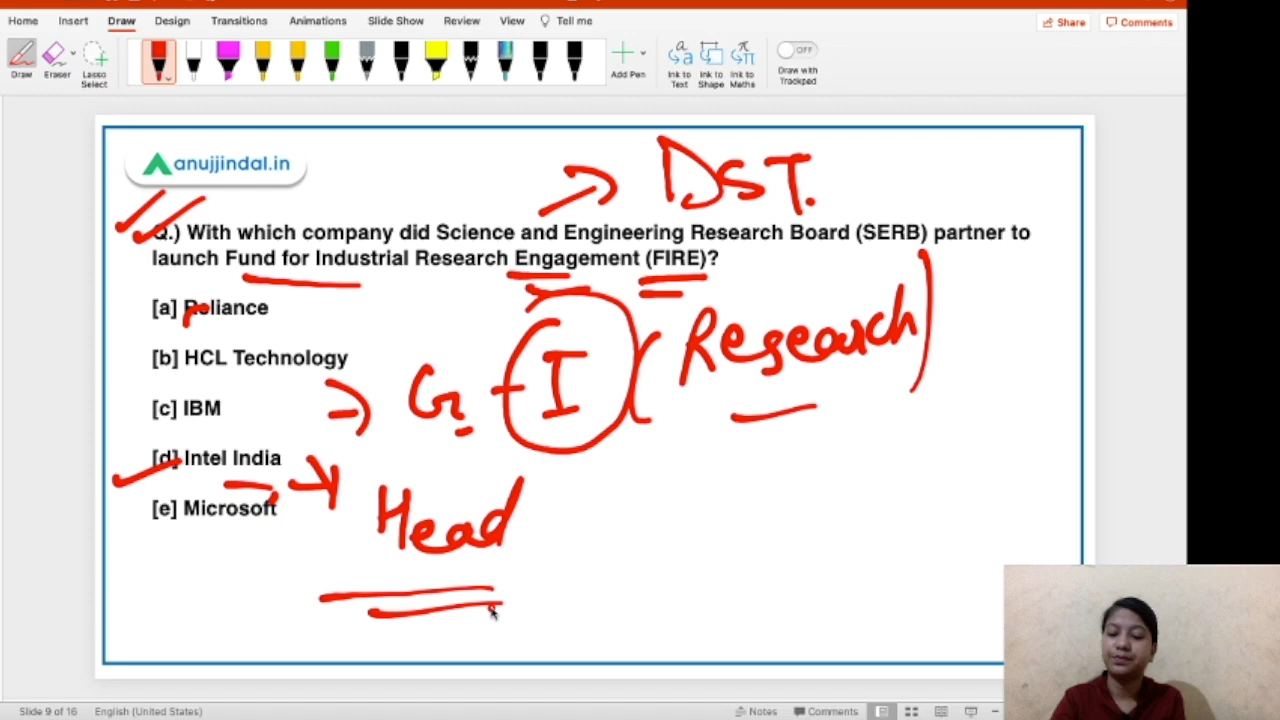 Home Insert Draw Design Transitions Animations Slide Show Review View Tell me Share Comments
Draw Eraser Lasso Select Add Pen Ink to Text Ink to Shape Ink to Maths OFF Draw with Trackpad
anujjindal.in
DST.
Q.) With which company did Science and Engineering Research Board (SERB) partner to
launch Fund for Industrial Research Engagement (FIRE)?
[a] Reliance
[b] HCL Technology
G - I (Research)
[c] IBM
[d] Intel India
Head
[e] Microsoft
Slide 9 of 16 English (United States) Notes Comments